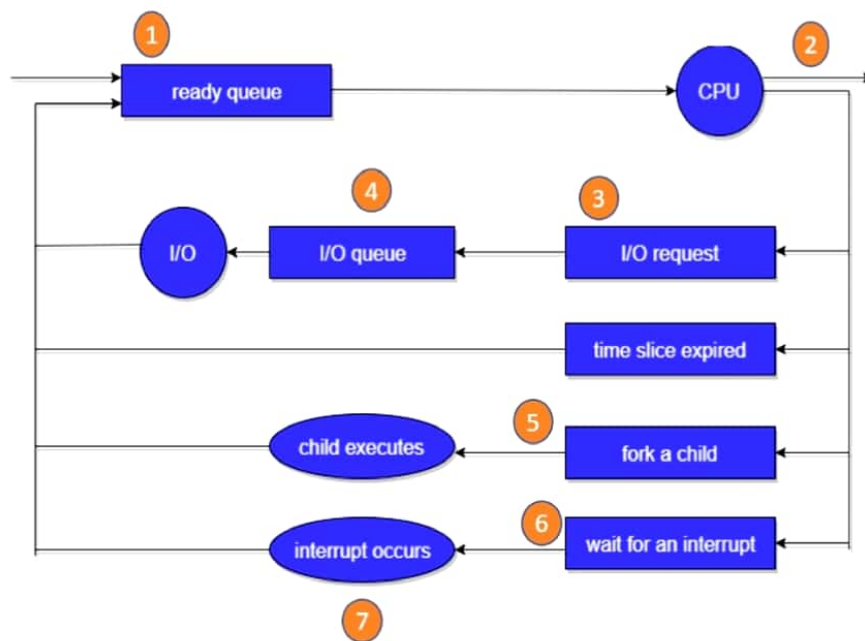 1
2
ready queue
CPU
4
3
I/O
I/O queue
I/O request
time slice expired
5
child executes
fork a child
6
interrupt occurs
wait for an interrupt
7